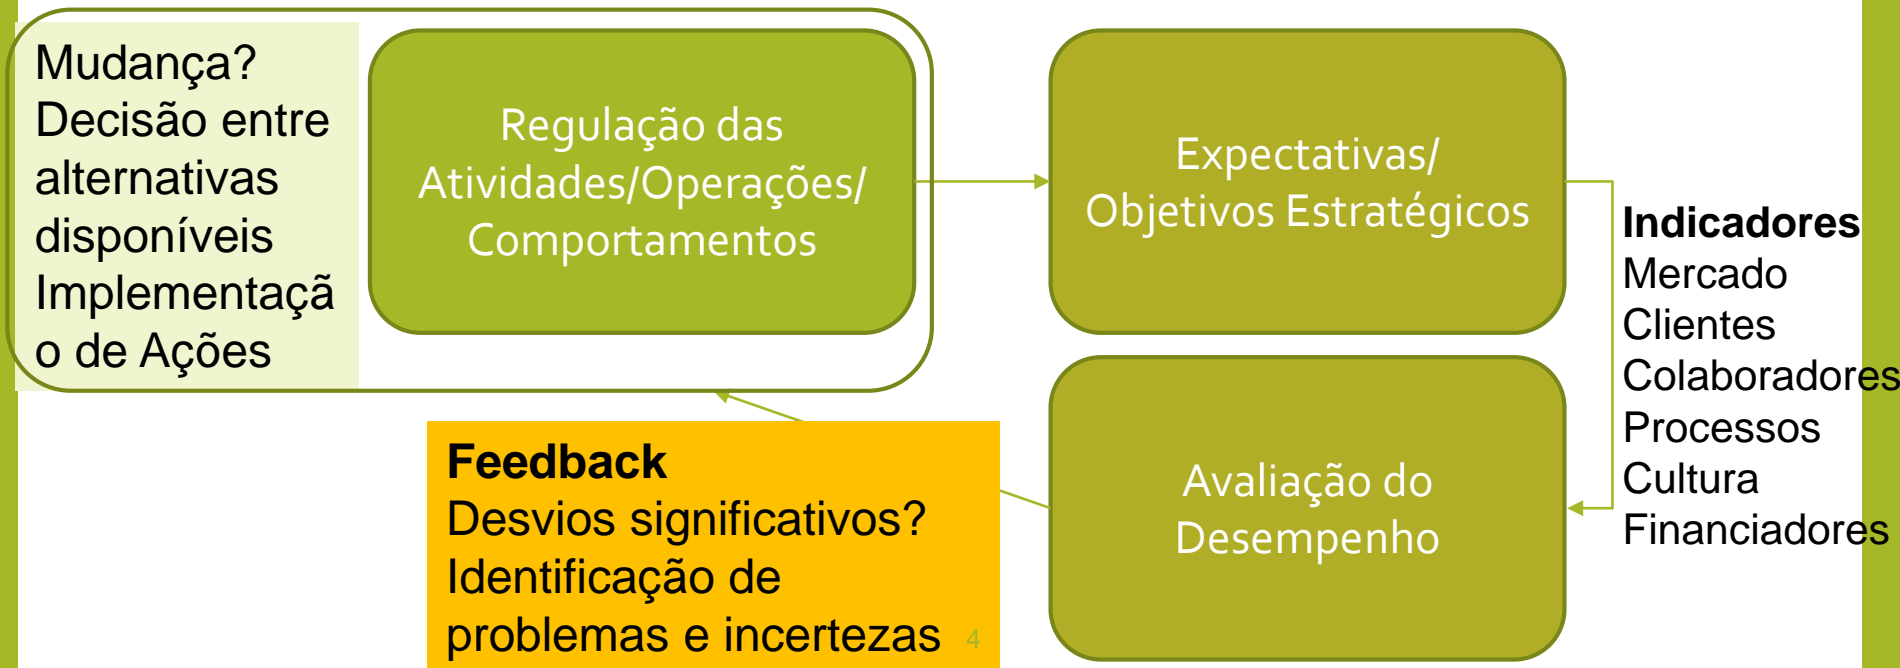 Mudança?
Decisão entre
alternativas
disponíveis
Implementaçã
o de Ações
Regulação das
Atividades/Operações/
Comportamentos
Expectativas/
Objetivos Estratégicos
Indicadores
Mercado
Clientes
Colaboradores
Processos
Cultura
Financiadores
Feedback
Desvios significativos?
Identificação de
problemas e incertezas
4
Avaliação do
Desempenho